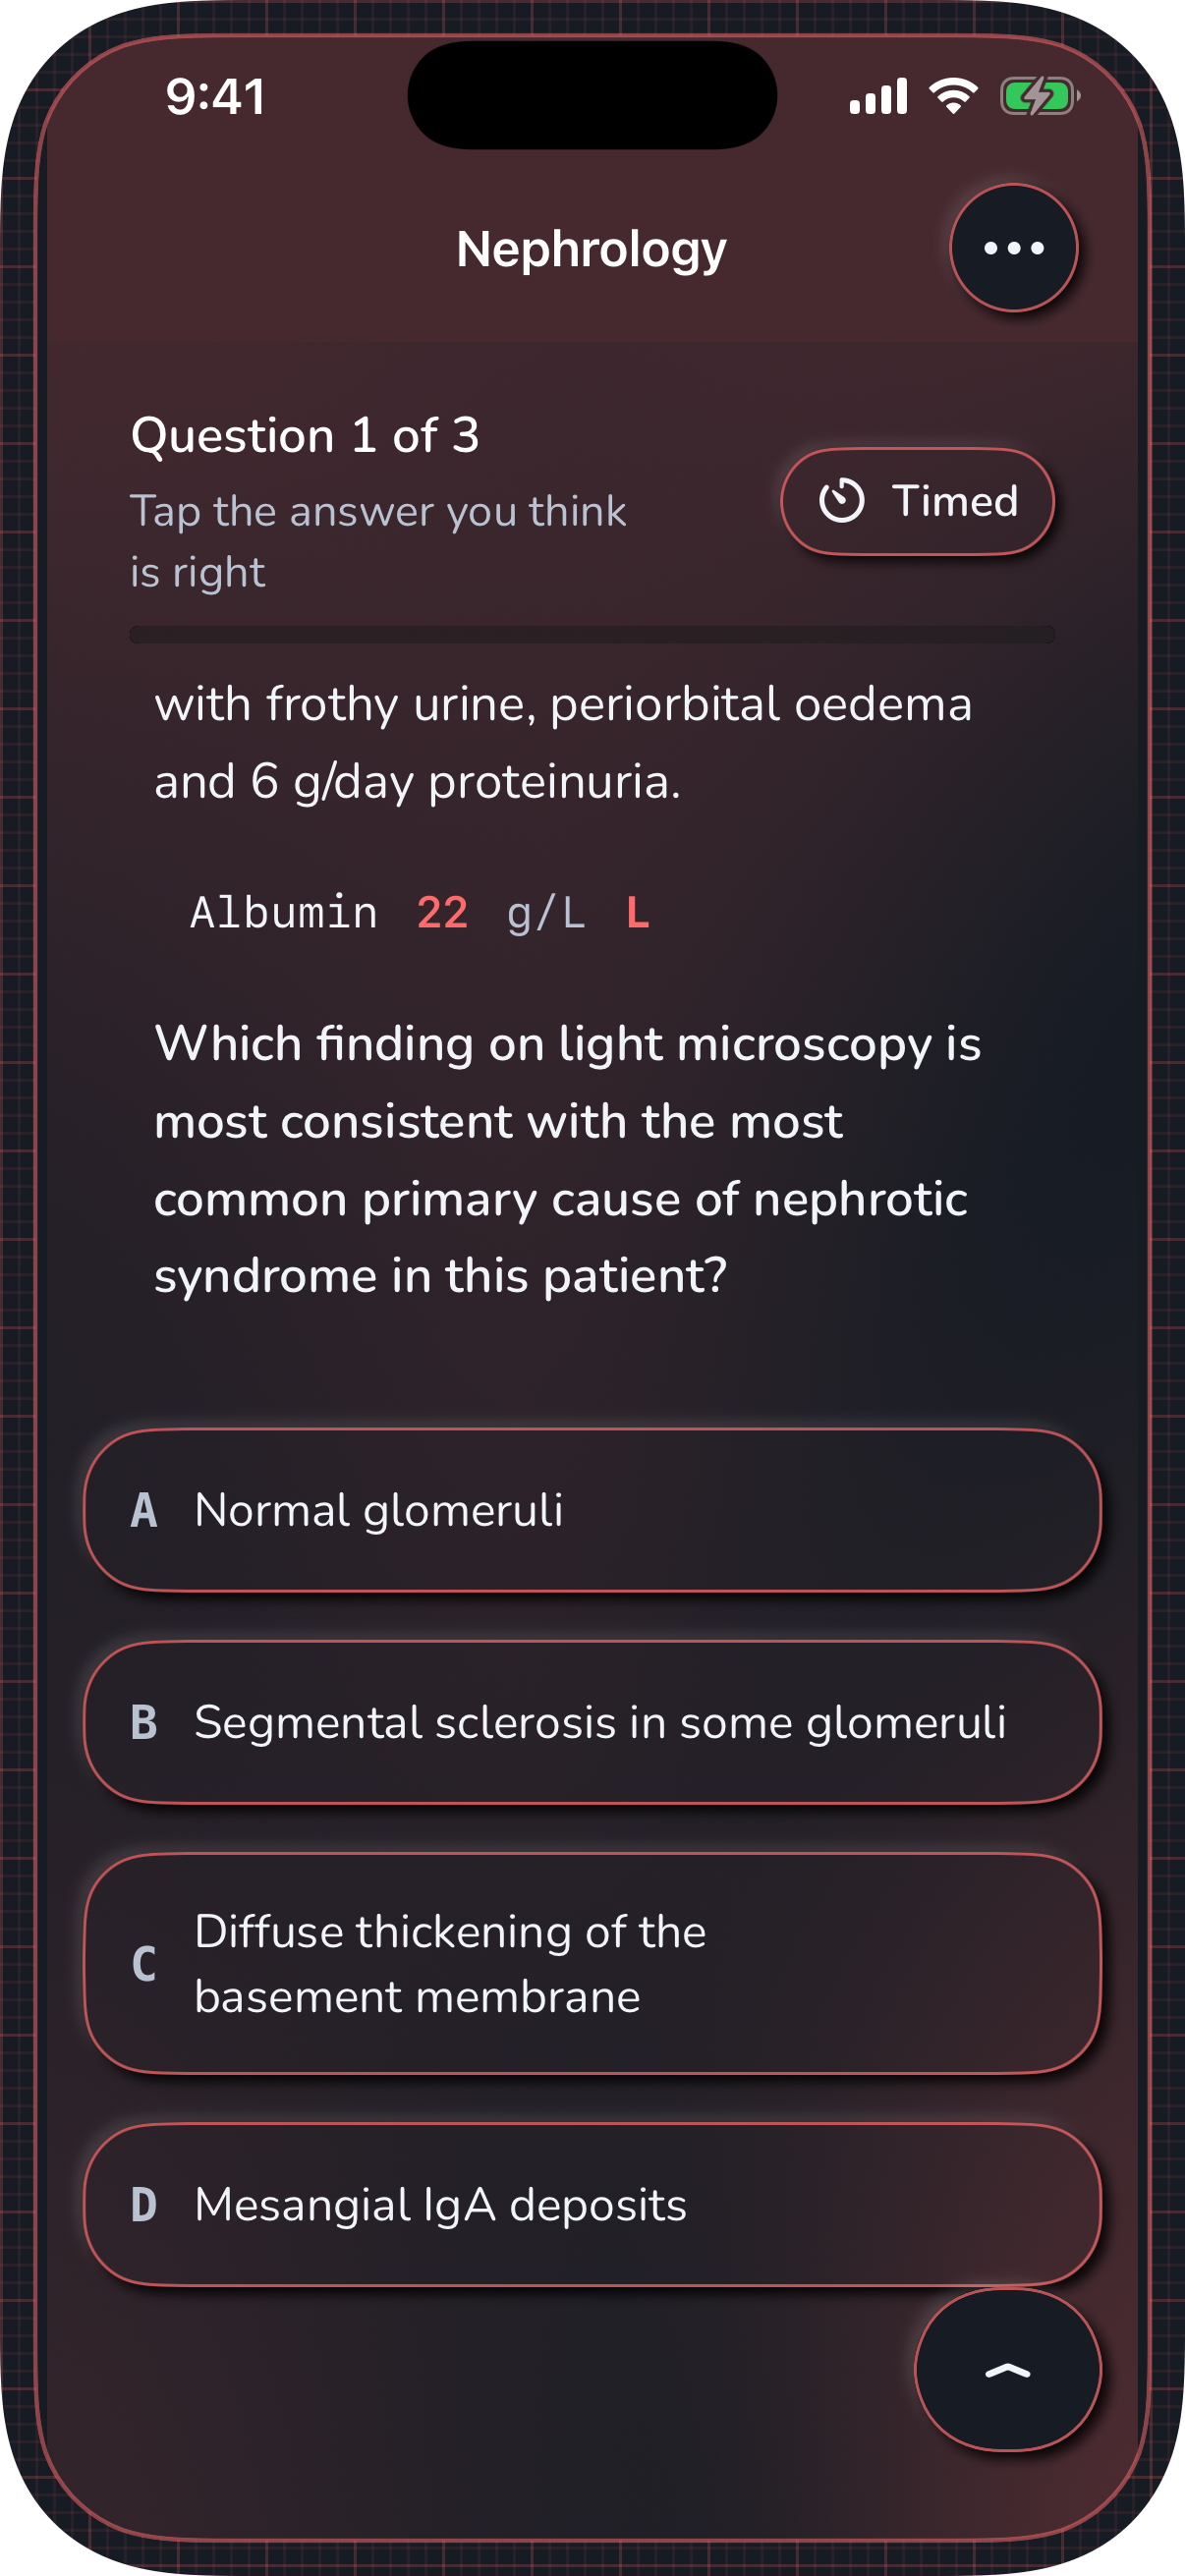 9:41
Nephrology
Question 1 of 3
Tap the answer you think
is right
Timed
with frothy urine, periorbital oedema
and 6 g/day proteinuria.
Albumin 22 g/L L
Which finding on light microscopy is
most consistent with the most
common primary cause of nephrotic
syndrome in this patient?
A Normal glomeruli
B Segmental sclerosis in some glomeruli
C Diffuse thickening of the
basement membrane
D Mesangial IgA deposits